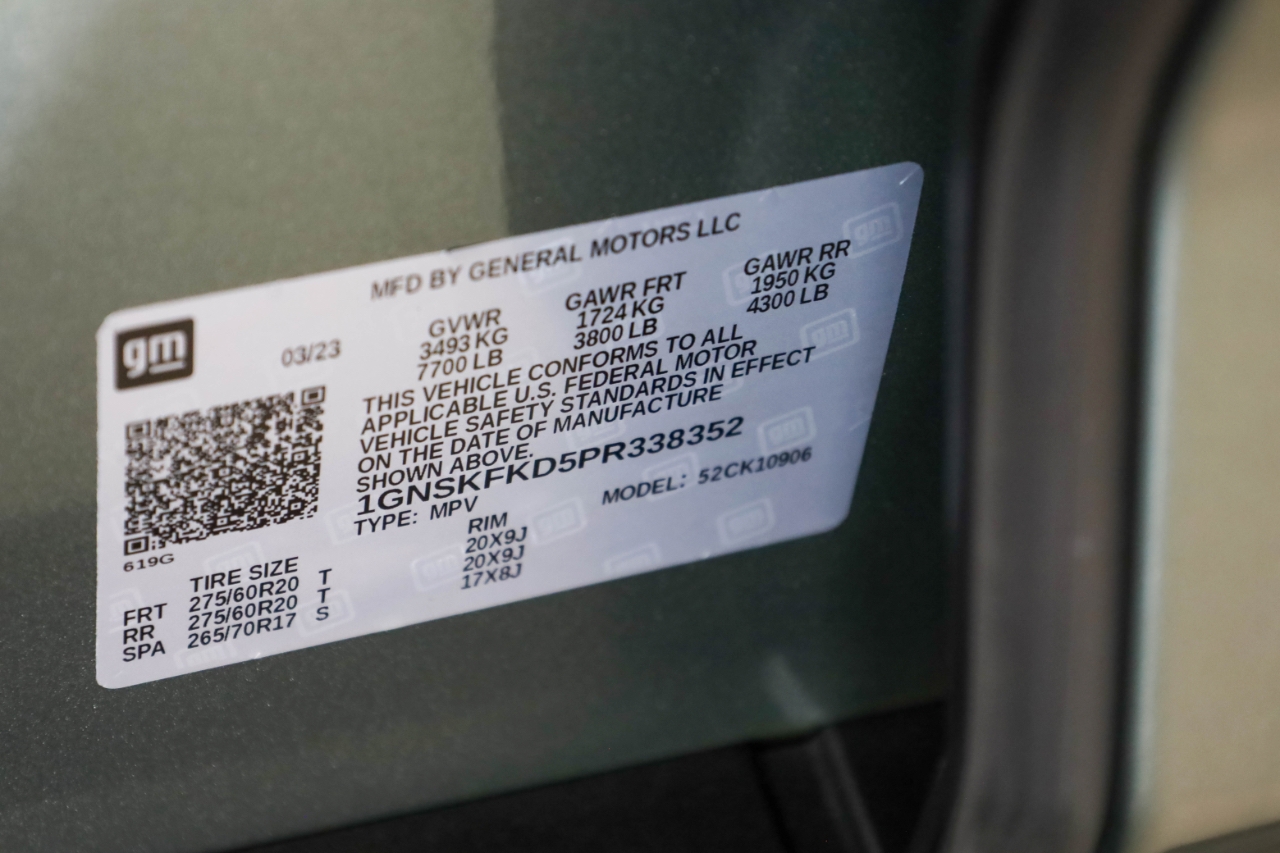 MFD BY GENERAL MOTORS LLC
gm
03/23
GVWR
3493 KG
7700 LB
GAWR FRT
1724 KG
3800 LB
GAWR RR
1950 KG
4300 LB
THIS VEHICLE CONFORMS TO ALL
APPLICABLE U.S. FEDERAL MOTOR
VEHICLE SAFETY STANDARDS IN EFFECT
ON THE DATE OF MANUFACTURE
SHOWN ABOVE.
1GNSKFKD5PR338352
TYPE: MPV
MODEL: 52CK10906
619G
TIRE SIZE
RIM
FRT 275/60R20 T 20X9J
RR 275/60R20 T 20X9J
SPA 265/70R17 S 17X8J